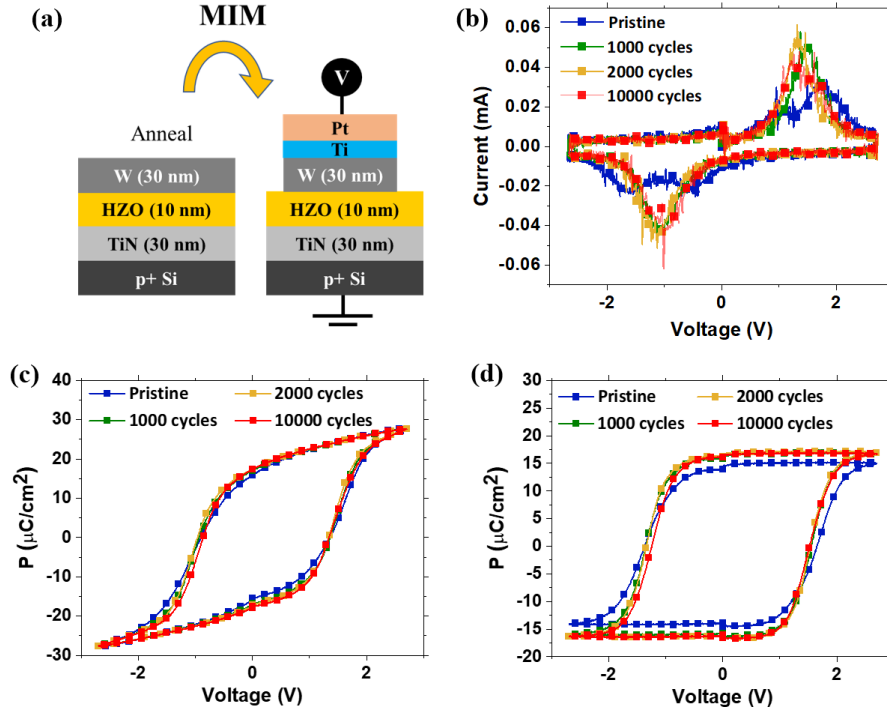 (a)
MIM
V
Anneal
Pt
Ti
W (30 nm)
W (30 nm)
HZO (10 nm)
HZO (10 nm)
TiN (30 nm)
TiN (30 nm)
p+ Si
p+ Si
(b)
Pristine
1000 cycles
2000 cycles
10000 cycles
Current (mA)
0.06
0.04
0.02
0.00
-0.02
-0.04
-0.06
-2
0
2
Voltage (V)
(c)
Pristine
2000 cycles
1000 cycles
10000 cycles
P (μC/cm²)
40
30
20
10
0
-10
-20
-30
-2
0
2
Voltage (V)
(d)
Pristine
2000 cycles
1000 cycles
10000 cycles
P (μC/cm²)
30
25
20
15
10
5
0
-5
-10
-15
-20
-2
0
2
Voltage (V)